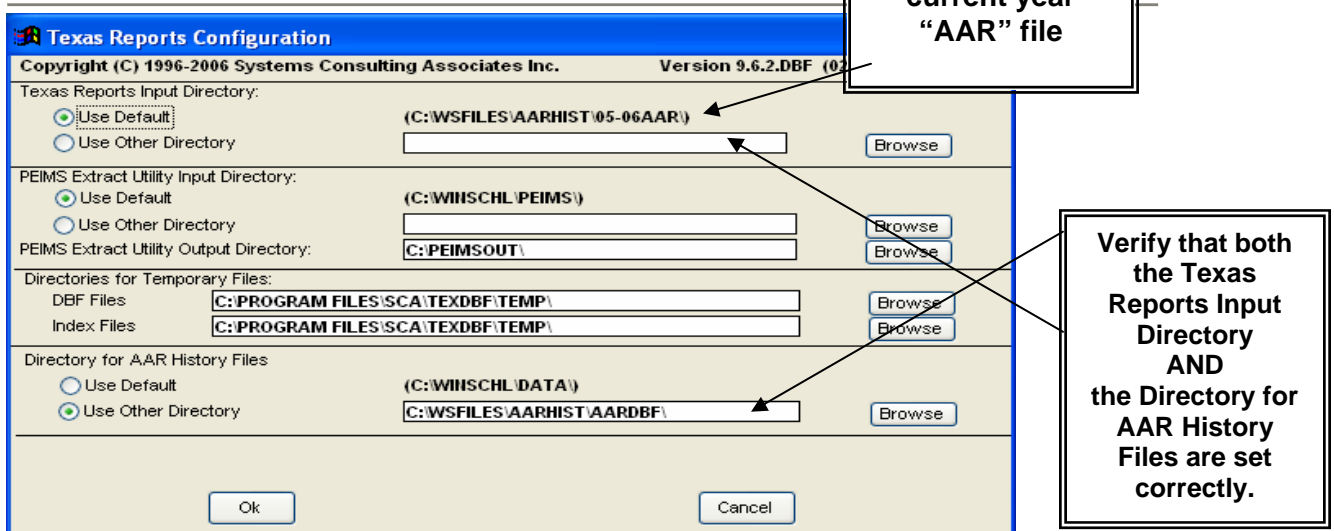 current year
“AAR” file
Texas Reports Configuration
Copyright (C) 1996-2006 Systems Consulting Associates Inc. Version 9.6.2.DBF (02
Texas Reports Input Directory:
Use Default (C:\WSFILES\AARHIST\05-06AAR\)
Use Other Directory Browse
PEIMS Extract Utility Input Directory:
Use Default (C:\WINSCHL\PEIMS\)
Use Other Directory Browse
PEIMS Extract Utility Output Directory: C:\PEIMSOUT\ Browse
Directories for Temporary Files:
DBF Files C:\PROGRAM FILES\SCA\TEXDBF\TEMP\ Browse
Index Files C:\PROGRAM FILES\SCA\TEXDBF\TEMP\ Browse
Directory for AAR History Files
Use Default (C:\WINSCHL\DATA\)
Use Other Directory C:\WSFILES\AARHIST\AARDBF\ Browse
Ok Cancel
Verify that both
the Texas
Reports Input
Directory
AND
the Directory for
AAR History
Files are set
correctly.